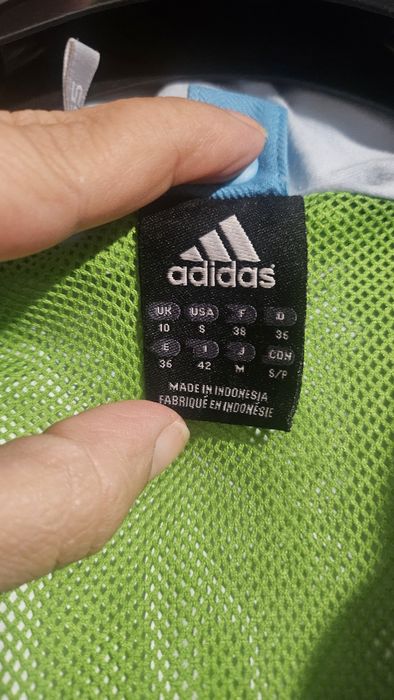 adidas
UK USA F D
10 S 38 36
E I J CDN
36 42 M S/P
MADE IN INDONESIA
FABRIQUÉ EN INDONÉSIE